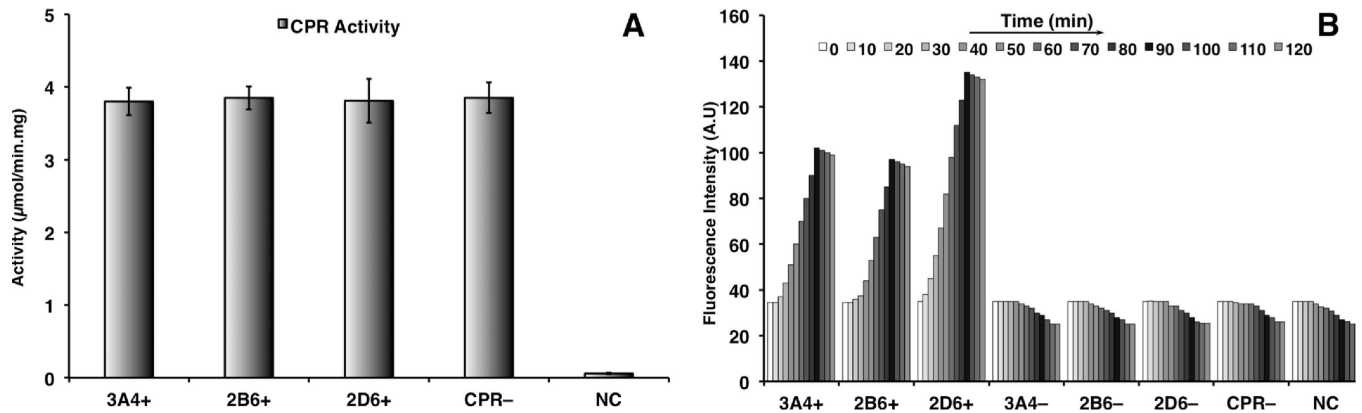 5
4
3
2
1
0
Activity (µmol/min.mg)
CPR Activity
A
3A4+ 2B6+ 2D6+ CPR– NC
160
140
120
100
80
60
40
20
0
Fluorescence Intensity (A.U)
Time (min)
0 10 20 30 40 50 60 70 80 90 100 110 120
B
3A4+ 2B6+ 2D6+ 3A4– 2B6– 2D6– CPR– NC